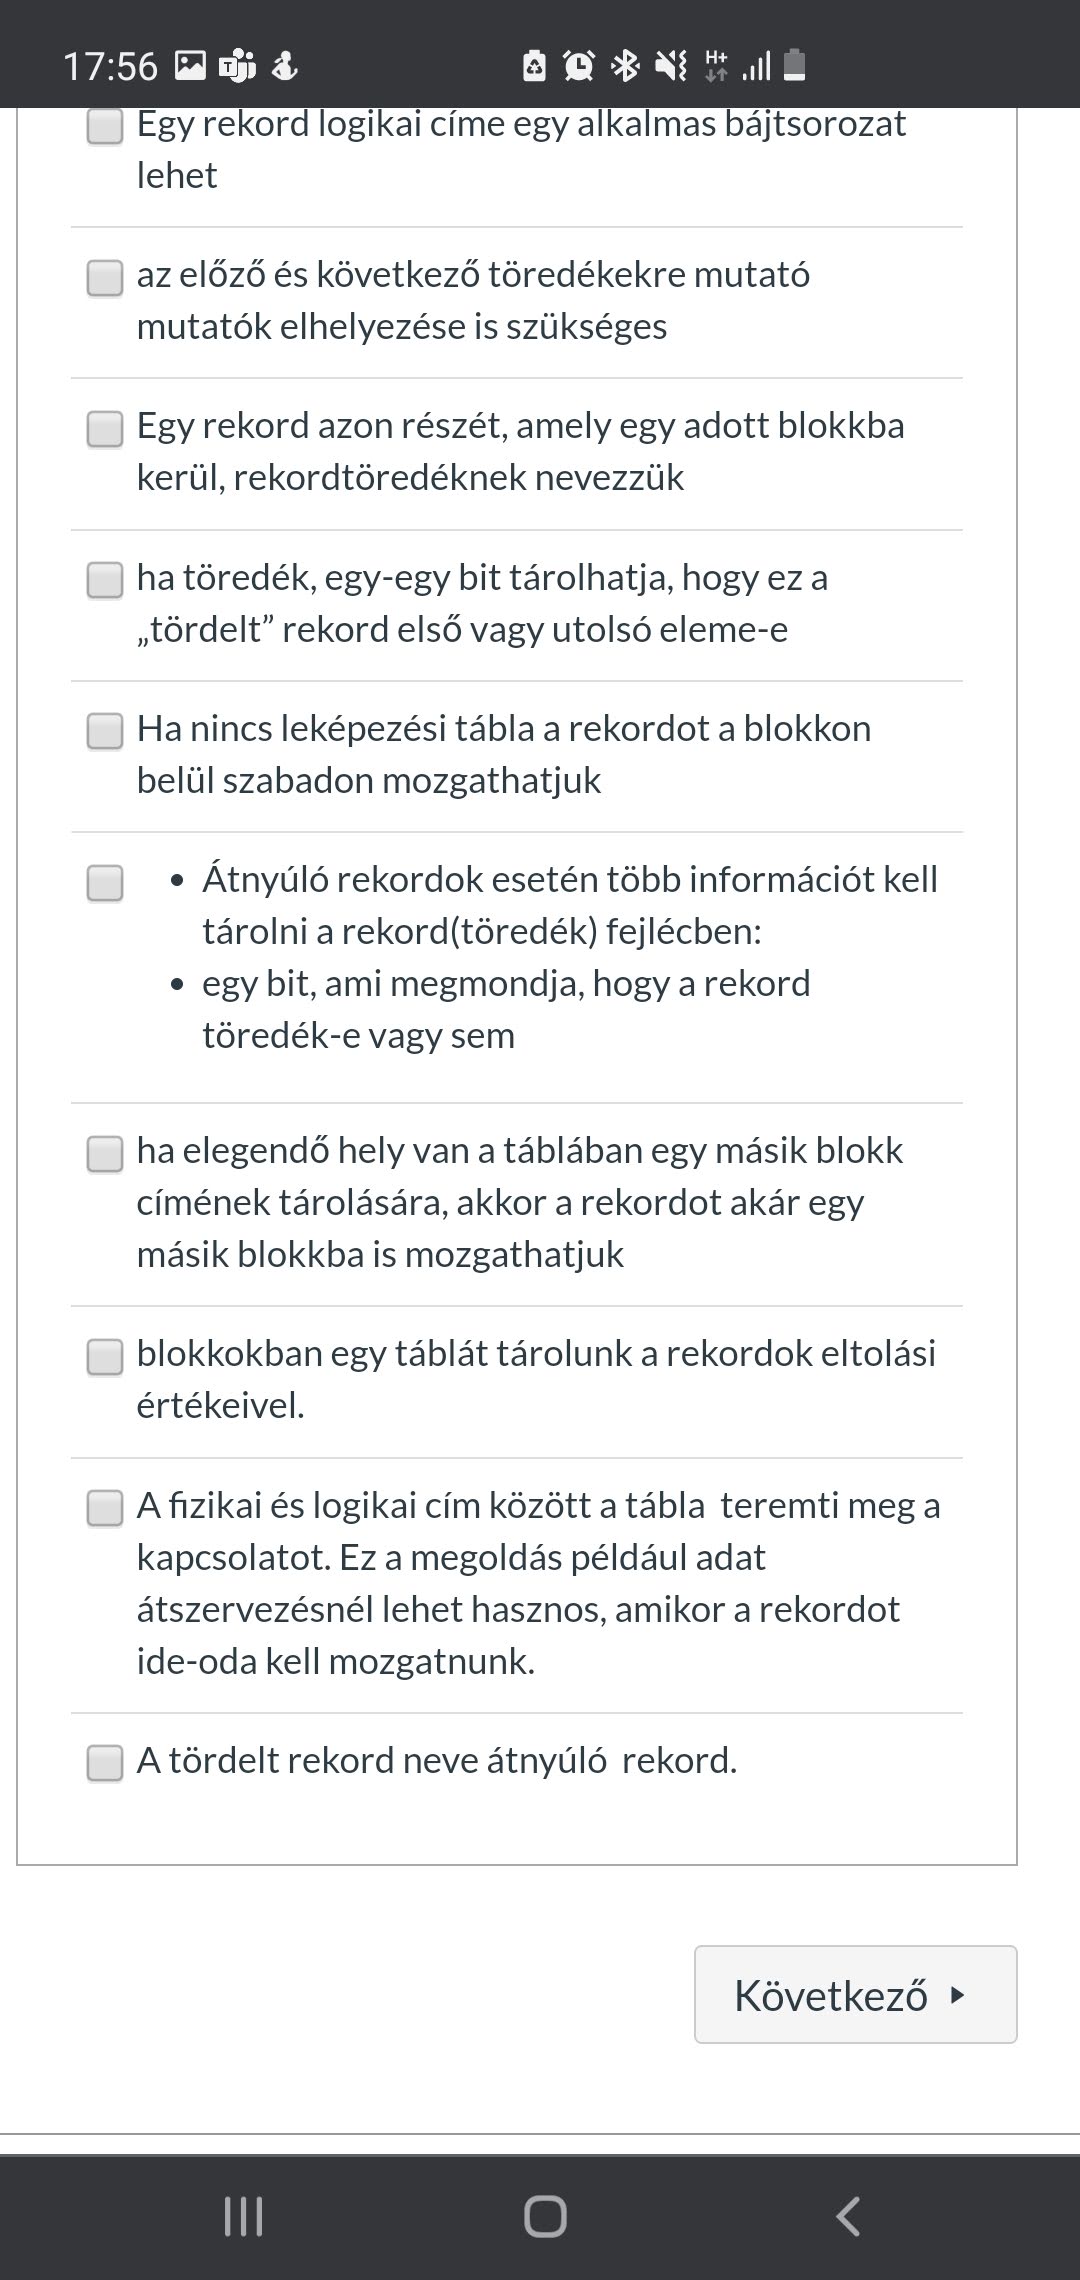 17:56
H+
Egy rekord logikai címe egy alkalmas bájtsorozat
lehet
az előző és következő töredékekre mutató
mutatók elhelyezése is szükséges
Egy rekord azon részét, amely egy adott blokkba
kerül, rekordtöredéknek nevezzük
ha töredék, egy-egy bit tárolhatja, hogy ez a
„tördelt” rekord első vagy utolsó eleme-e
Ha nincs leképezési tábla a rekordot a blokkon
belül szabadon mozgathatjuk
• Átnyúló rekordok esetén több információt kell
tárolni a rekord(töredék) fejlécben:
• egy bit, ami megmondja, hogy a rekord
töredék-e vagy sem
ha elegendő hely van a táblában egy másik blokk
címének tárolására, akkor a rekordot akár egy
másik blokkba is mozgathatjuk
blokkokban egy táblát tárolunk a rekordok eltolási
értékeivel.
A fizikai és logikai cím között a tábla  teremti meg a
kapcsolatot. Ez a megoldás például adat
átszervezésnél lehet hasznos, amikor a rekordot
ide-oda kell mozgatnunk.
A tördelt rekord neve átnyúló  rekord.
Következő